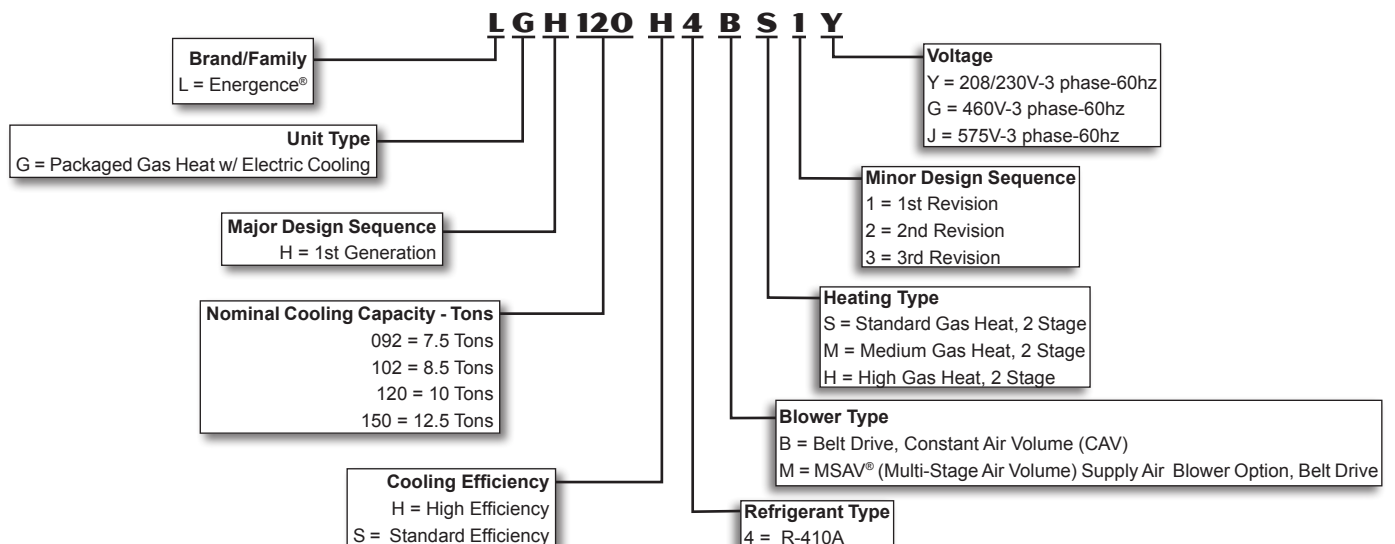 L G H 120 H 4 B S 1 Y
Brand/Family
L = Energence®
Unit Type
G = Packaged Gas Heat w/ Electric Cooling
Major Design Sequence
H = 1st Generation
Nominal Cooling Capacity - Tons
092 = 7.5 Tons
102 = 8.5 Tons
120 = 10 Tons
150 = 12.5 Tons
Cooling Efficiency
H = High Efficiency
S = Standard Efficiency
Voltage
Y = 208/230V-3 phase-60hz
G = 460V-3 phase-60hz
J = 575V-3 phase-60hz
Minor Design Sequence
1 = 1st Revision
2 = 2nd Revision
3 = 3rd Revision
Heating Type
S = Standard Gas Heat, 2 Stage
M = Medium Gas Heat, 2 Stage
H = High Gas Heat, 2 Stage
Blower Type
B = Belt Drive, Constant Air Volume (CAV)
M = MSAV® (Multi-Stage Air Volume) Supply Air Blower Option, Belt Drive
Refrigerant Type
4 = R-410A